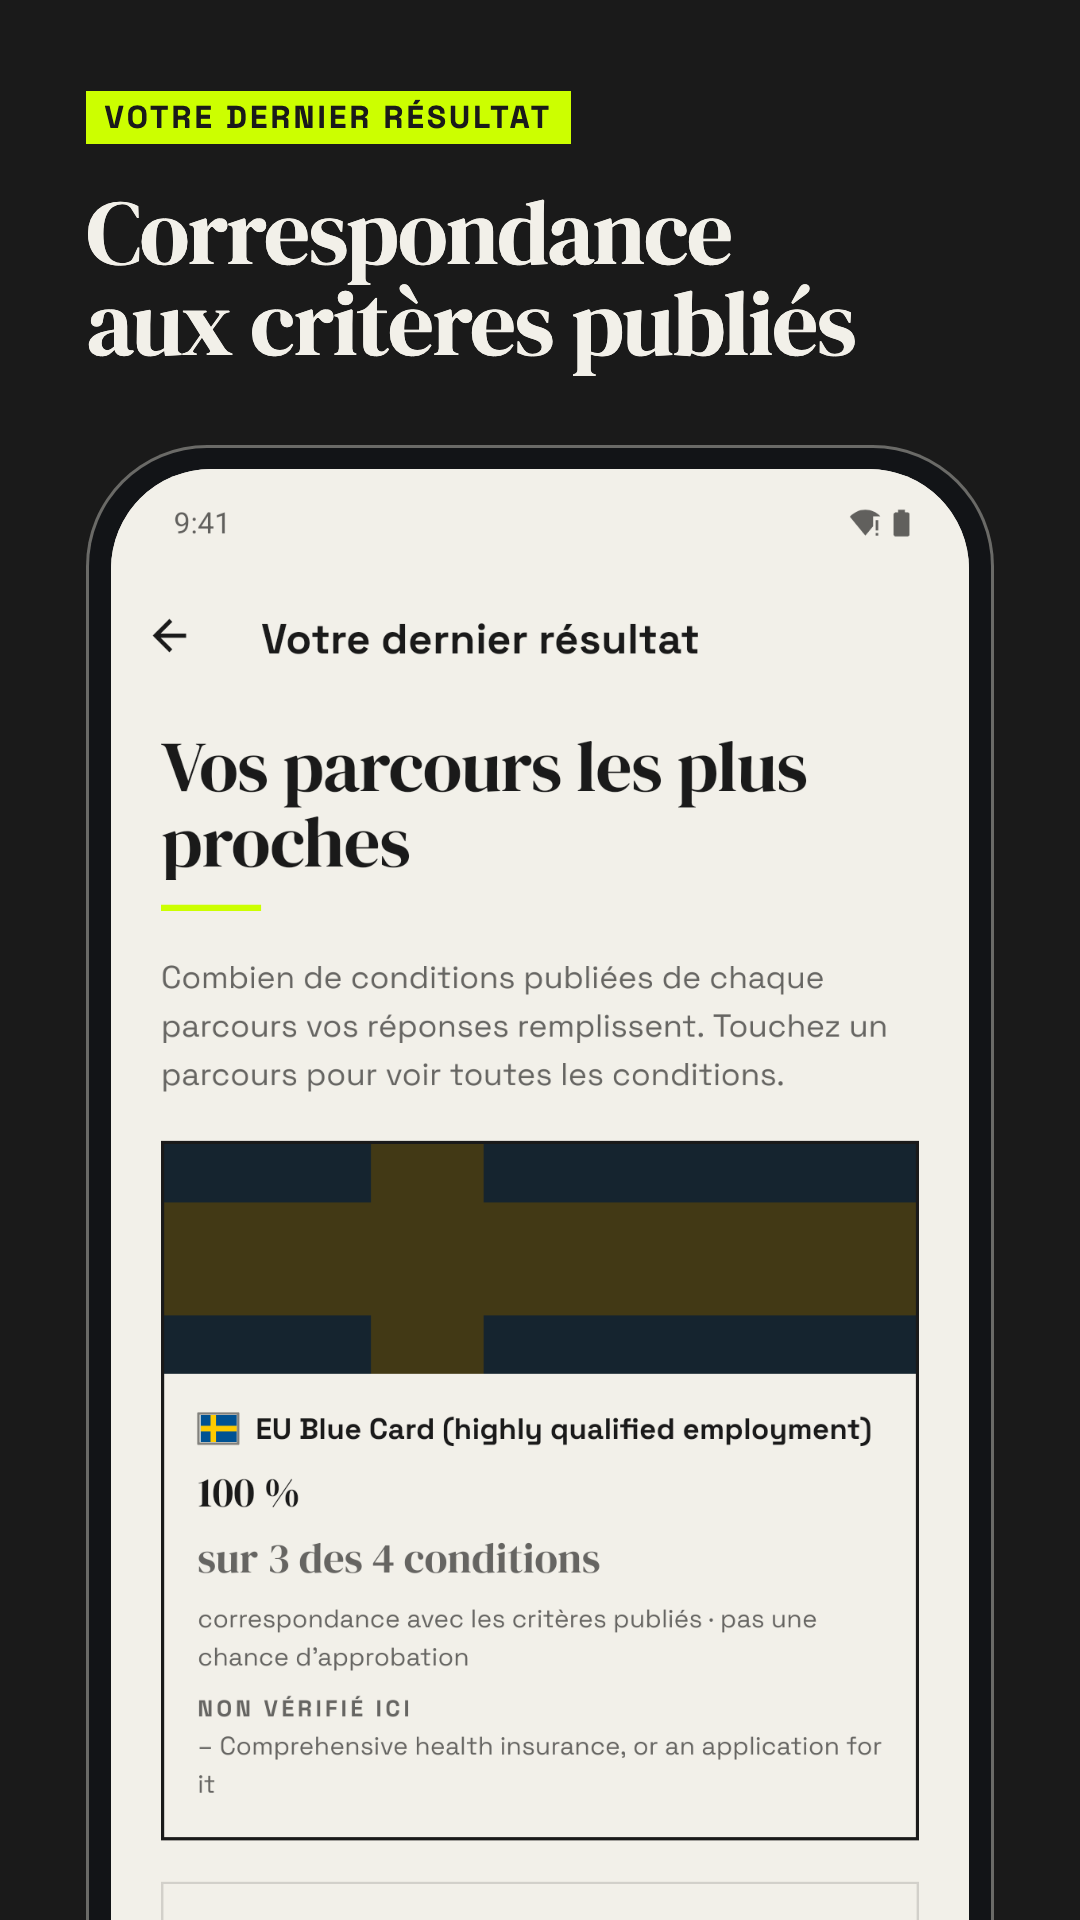 VOTRE DERNIER RÉSULTAT
Correspondance
aux critères publiés
9:41
Votre dernier résultat
Vos parcours les plus
proches
Combien de conditions publiées de chaque
parcours vos réponses remplissent. Touchez un
parcours pour voir toutes les conditions.
EU Blue Card (highly qualified employment)
100 %
sur 3 des 4 conditions
correspondance avec les critères publiés · pas une
chance d’approbation
NON VÉRIFIÉ ICI
– Comprehensive health insurance, or an application for
it